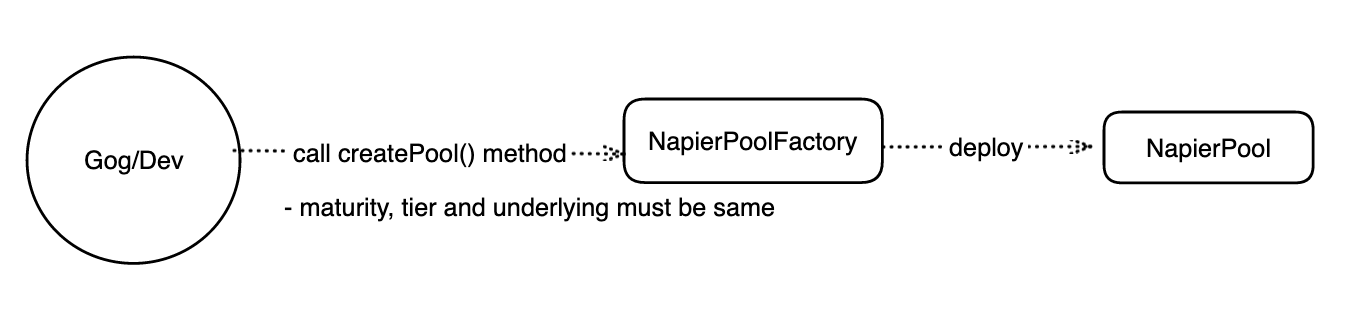 Gog/Dev
call createPool() method
- maturity, tier and underlying must be same
NapierPoolFactory
deploy
NapierPool